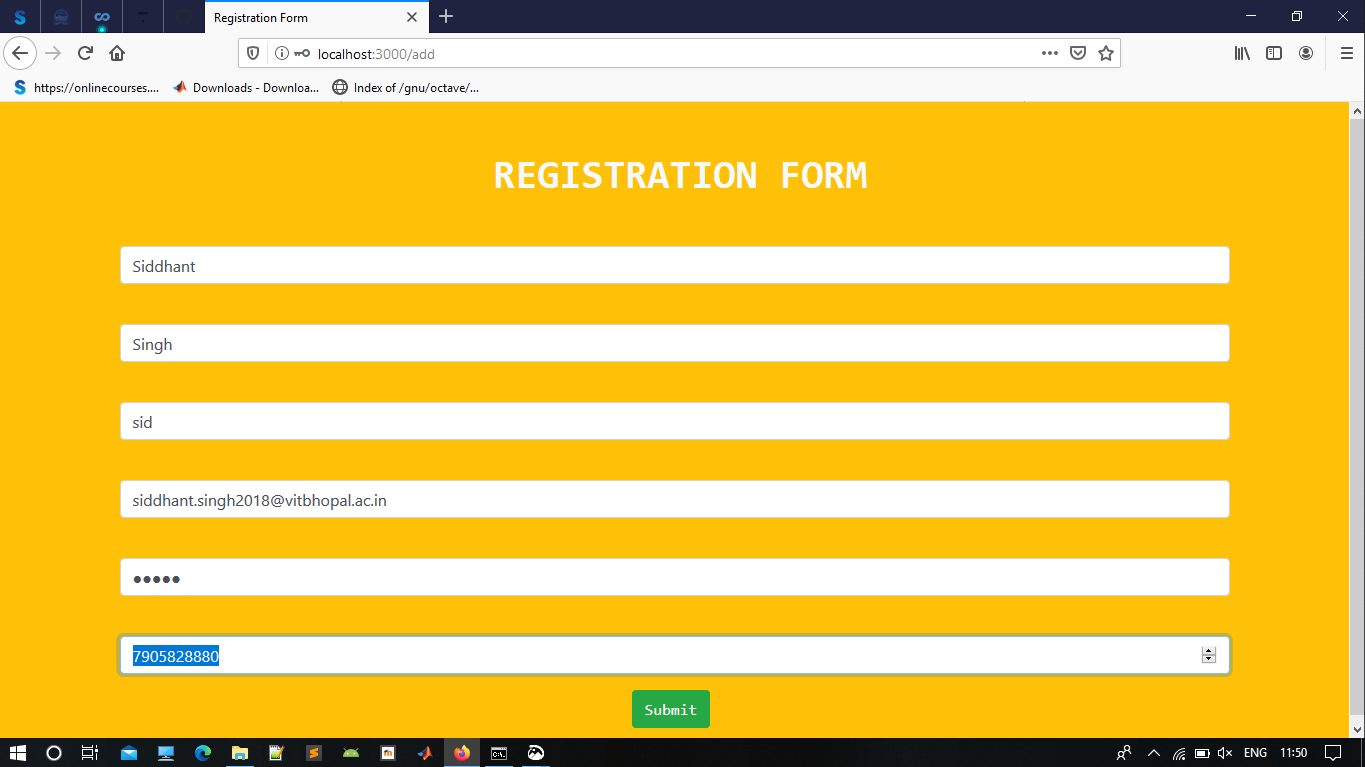 Registration Form
localhost:3000/add
https://onlinecourses.... Downloads - Downloa... Index of /gnu/octave/...
REGISTRATION FORM
Siddhant
Singh
sid
siddhant.singh2018@vitbhopal.ac.in
●●●●●
7905828880
Submit
ENG 11:50